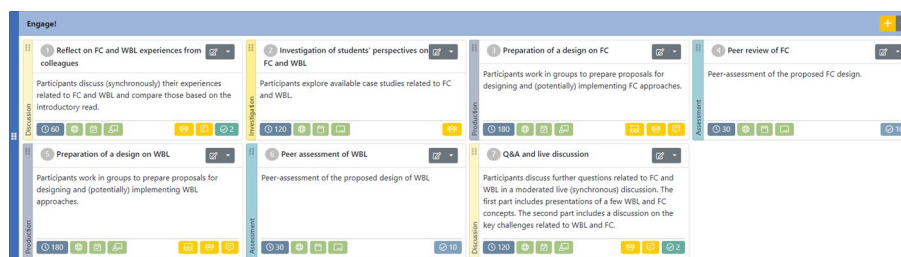 Engage!
1 Reflect on FC and WBL experiences from
colleagues
Participants discuss (synchronously) their experiences
related to FC and WBL and compare those based on the
introductory read.
Discussion
60
2
2 Investigation of students' perspectives on
FC and WBL
Participants explore available case studies related to FC
and WBL.
Investigation
120
3 Preparation of a design on FC
Participants work in groups to prepare proposals for
designing and (potentially) implementing FC approaches.
Production
180
4 Peer review of FC
Peer-assessment of the proposed FC design.
Assessment
30
5 Preparation of a design on WBL
Participants work in groups to prepare proposals for
designing and (potentially) implementing WBL
approaches.
Production
180
6 Peer assessment of WBL
Peer-assessment of the proposed design of WBL
Assessment
30
10
7 Q&A and live discussion
Participants discuss further questions related to FC and
WBL in a moderated live (synchronous) discussion. The
first part includes presentations of a few WBL and FC
concepts. The second part includes a discussion on the
key challenges related to WBL and FC.
Discussion
120
2